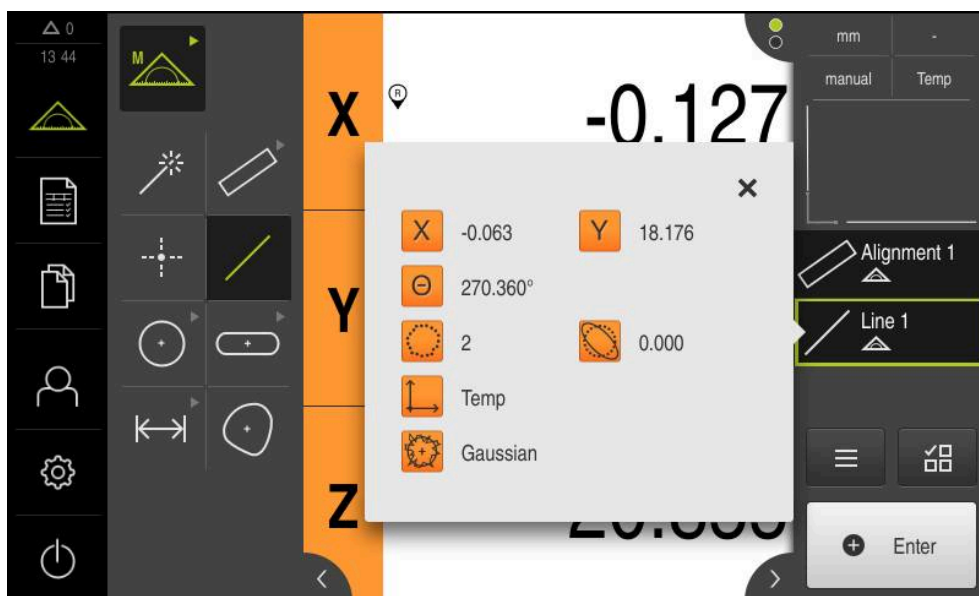 0
13 44
M
X
R
-0.127
Y
Z
X -0.063 Y 18.176
Θ 270.360°
2 0.000
Temp
Gaussian
mm -
manual Temp
Alignment 1
Line 1
Enter